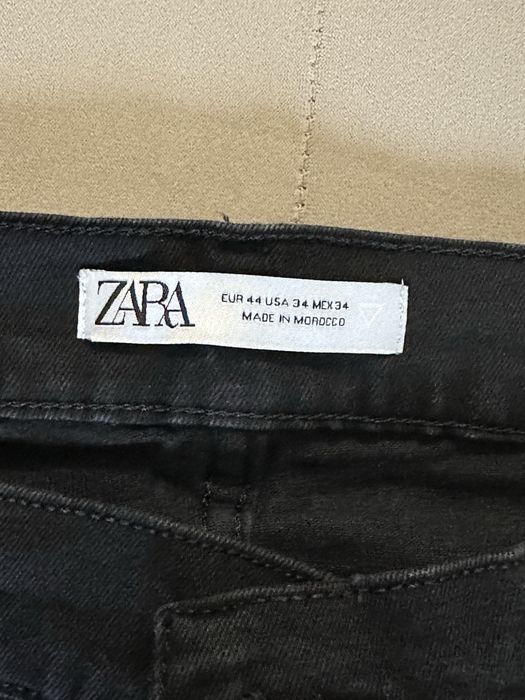 ZARA
EUR 44 USA 34 MEX 34
MADE IN MOROCCO